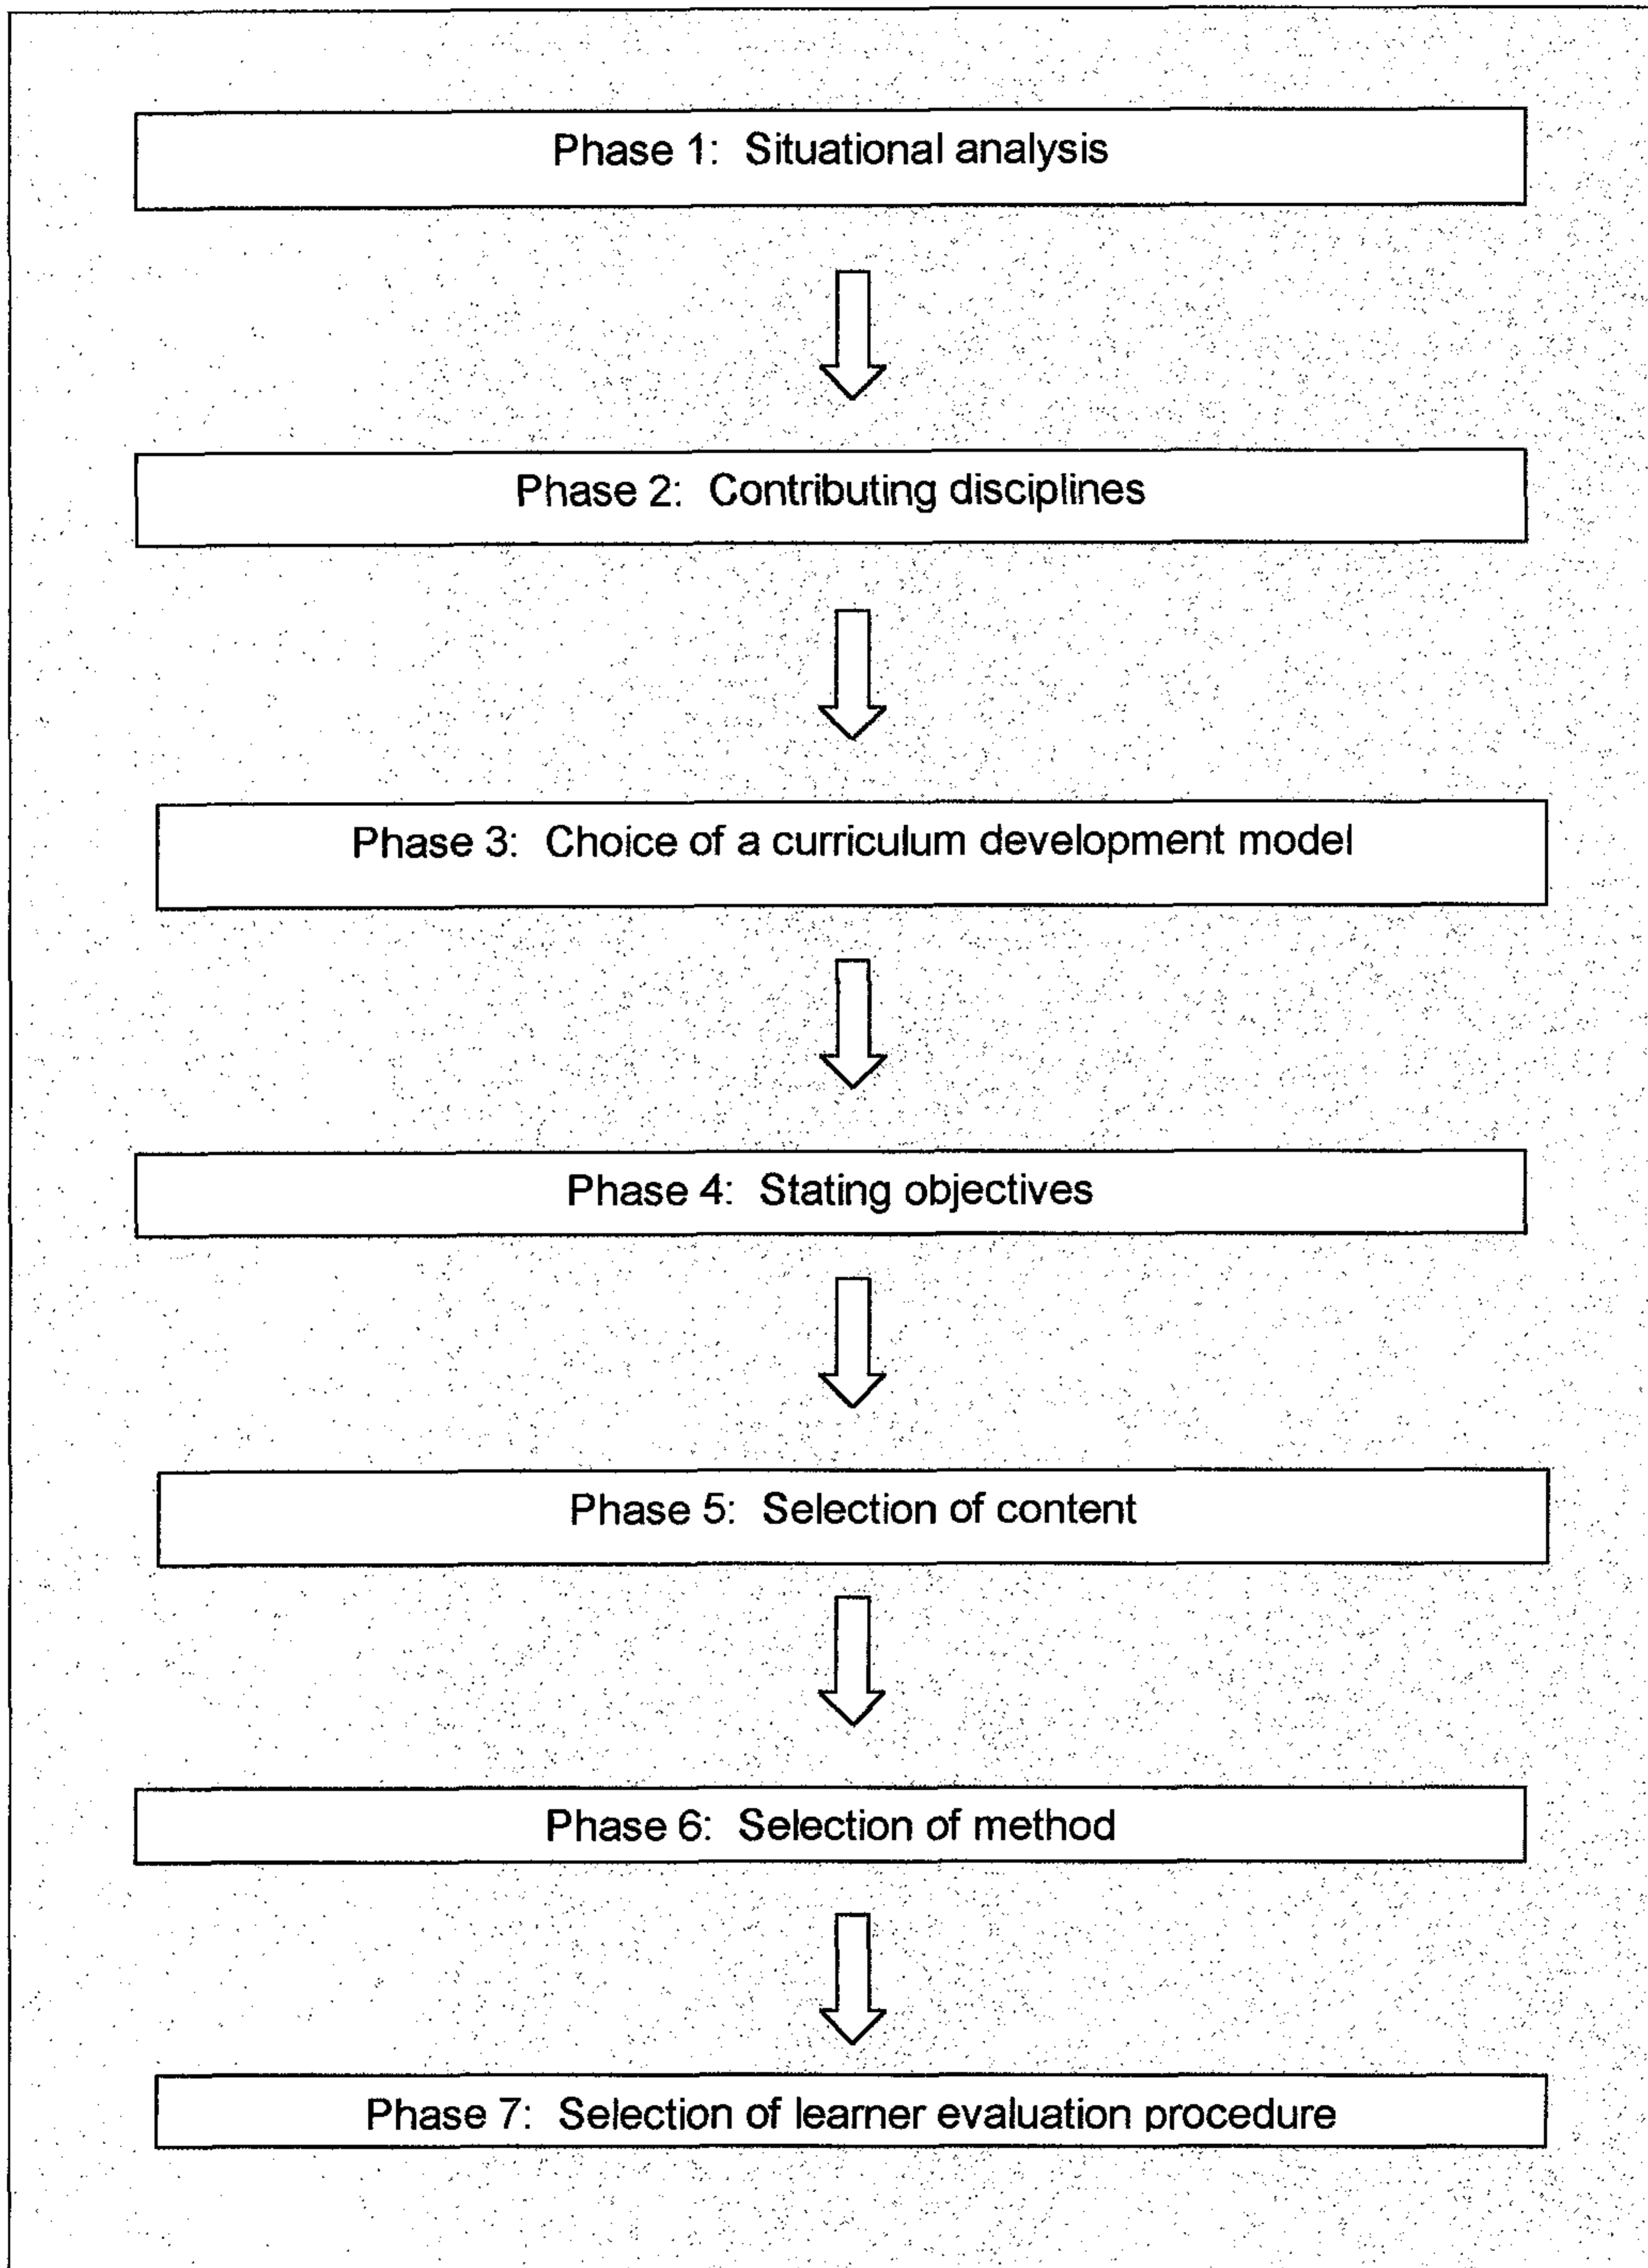 Phase 1: Situational analysis
Phase 2: Contributing disciplines
Phase 3: Choice of a curriculum development model
Phase 4: Stating objectives
Phase 5: Selection of content
Phase 6: Selection of method
Phase 7: Selection of learner evaluation procedure